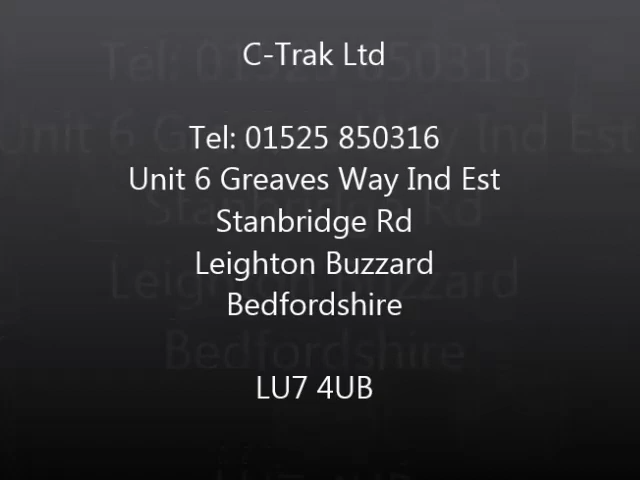 C-Trak Ltd
Tel: 01525 850316
Unit 6 Greaves Way Ind Est
Stanbridge Rd
Leighton Buzzard
Bedfordshire
LU7 4UB